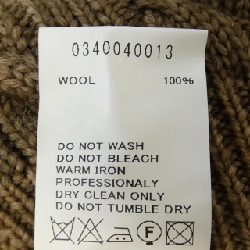 0340040013
WOOL 100%
DO NOT WASH
DO NOT BLEACH
WARM IRON
PROFESSIONALY
DRY CLEAN ONLY
DO NOT TUMBLE DRY
F